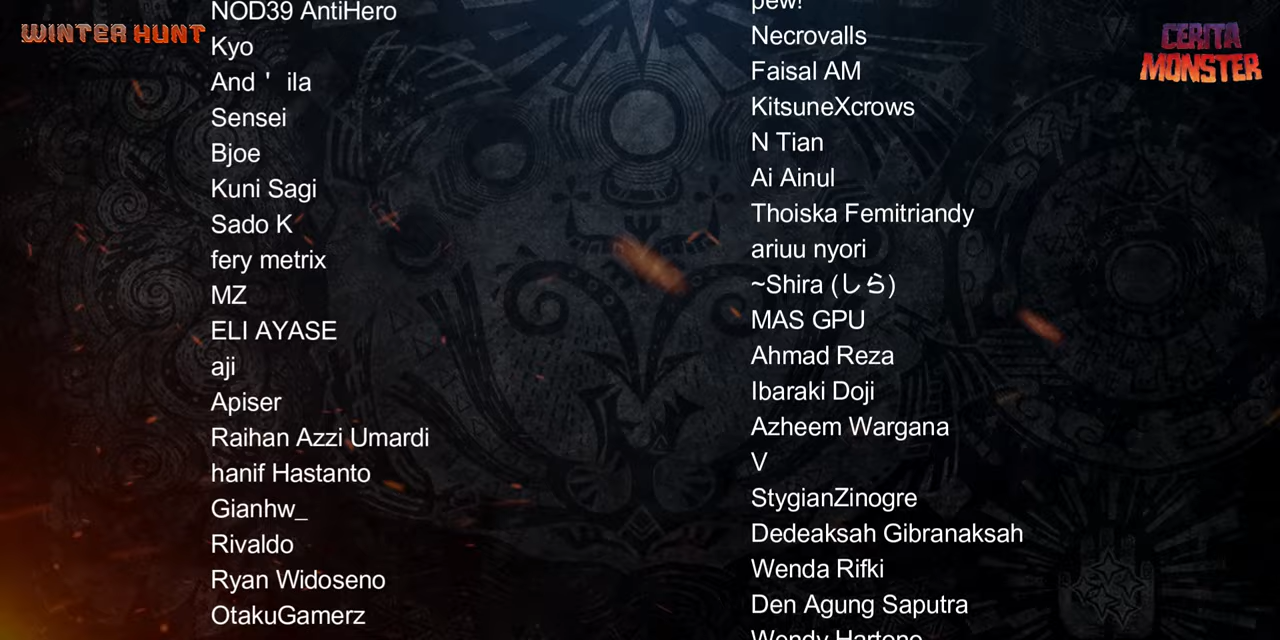 WINTER HUNT
CERITA
MONSTER
NOD39 AntiHero
Kyo
And ' ila
Sensei
Bjoe
Kuni Sagi
Sado K
fery metrix
MZ
ELI AYASE
aji
Apiser
Raihan Azzi Umardi
hanif Hastanto
Gianhw_
Rivaldo
Ryan Widoseno
OtakuGamerz
pew!
Necrovalls
Faisal AM
KitsuneXcrows
N Tian
Ai Ainul
Thoiska Femitriandy
ariuu nyori
~Shira (しら)
MAS GPU
Ahmad Reza
Ibaraki Doji
Azheem Wargana
V
StygianZinogre
Dedeaksah Gibranaksah
Wenda Rifki
Den Agung Saputra
Wendy Hartono